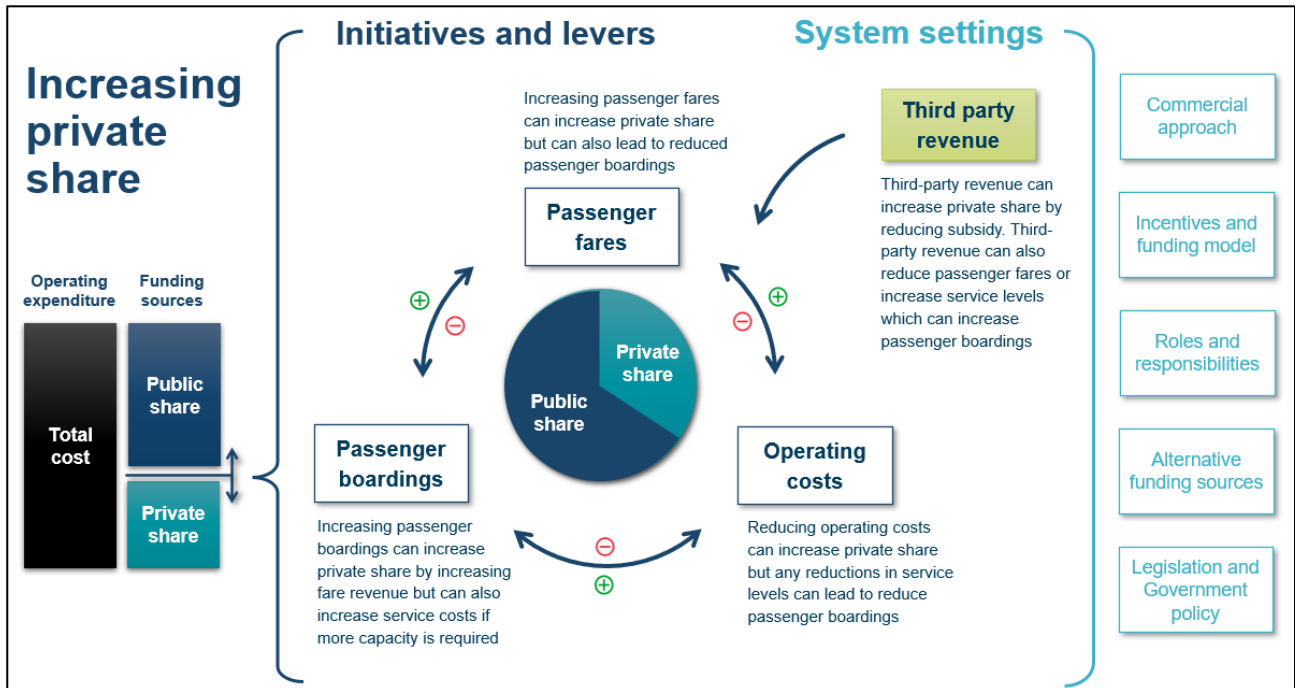 Increasing
private
share
Operating
expenditure
Funding
sources
Total
cost
Public
share
Private
share
Initiatives and levers
Increasing passenger fares
can increase private share
but can also lead to reduced
passenger boardings
Passenger
fares
Public
share
Private
share
Passenger
boardings
Increasing passenger
boardings can increase
private share by increasing
fare revenue but can also
increase service costs if
more capacity is required
Operating
costs
Reducing operating costs
can increase private share
but any reductions in service
levels can lead to reduce
passenger boardings
System settings
Third party
revenue
Third-party revenue can
increase private share by
reducing subsidy. Third-
party revenue can also
reduce passenger fares or
increase service levels
which can increase
passenger boardings
Commercial
approach
Incentives and
funding model
Roles and
responsibilities
Alternative
funding sources
Legislation and
Government
policy